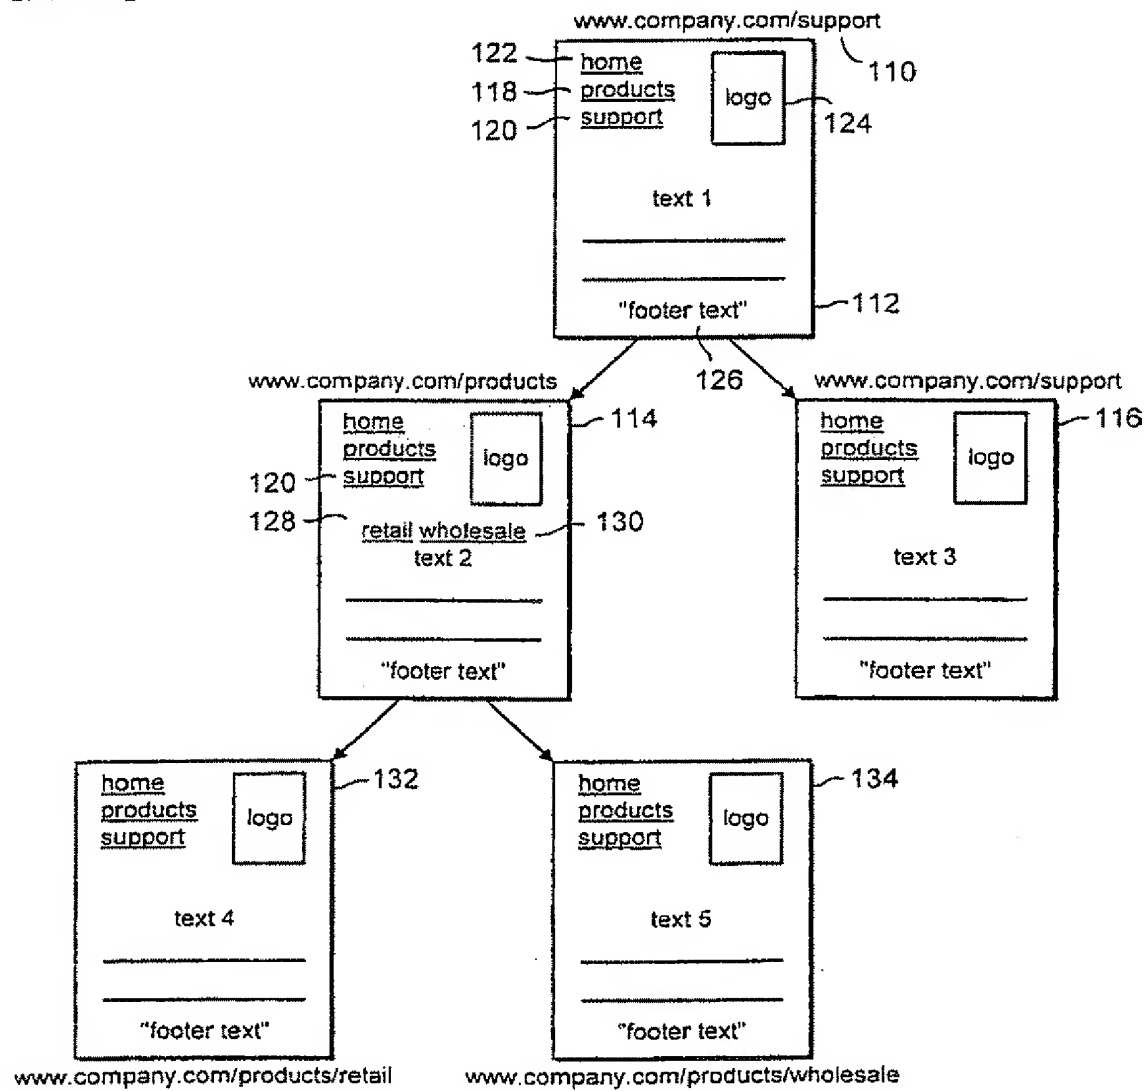 www.company.com/support
110
122 home
118 products
120 support
logo
124
text 1
"footer text"
112
126
www.company.com/products
114
home
products
120 support
logo
128
retail wholesale
130
text 2
"footer text"
www.company.com/support
116
home
products
support
logo
text 3
"footer text"
132
home
products
support
logo
text 4
"footer text"
www.company.com/products/retail
134
home
products
support
logo
text 5
"footer text"
www.company.com/products/wholesale